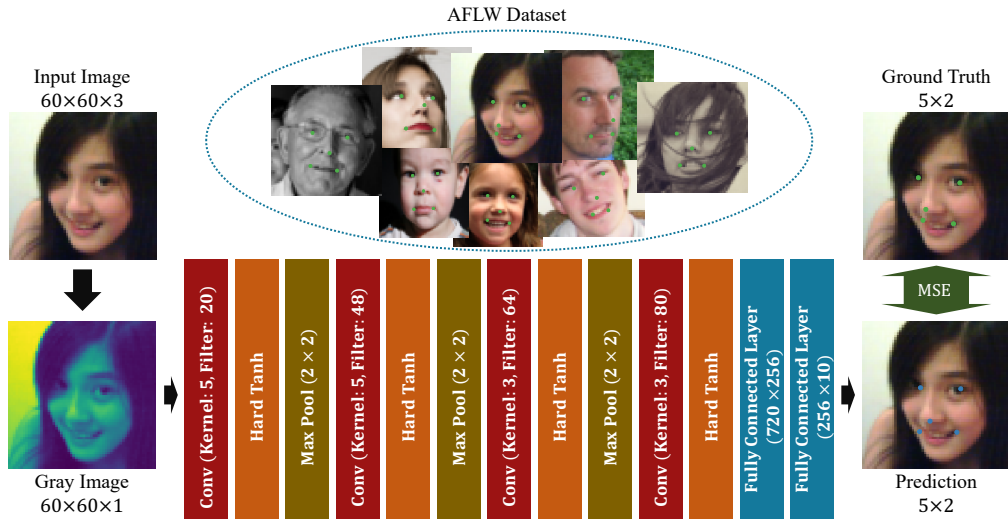 AFLW Dataset
Input Image
60×60×3
Ground Truth
5×2
Conv (Kernel: 5, Filter: 20)
Hard Tanh
Max Pool (2 × 2)
Conv (Kernel: 5, Filter: 48)
Hard Tanh
Max Pool (2 × 2)
Conv (Kernel: 3, Filter: 64)
Hard Tanh
Max Pool (2 × 2)
Conv (Kernel: 3, Filter: 80)
Hard Tanh
Fully Connected Layer
(720 ×256)
Fully Connected Layer
(256 ×10)
MSE
Gray Image
60×60×1
Prediction
5×2